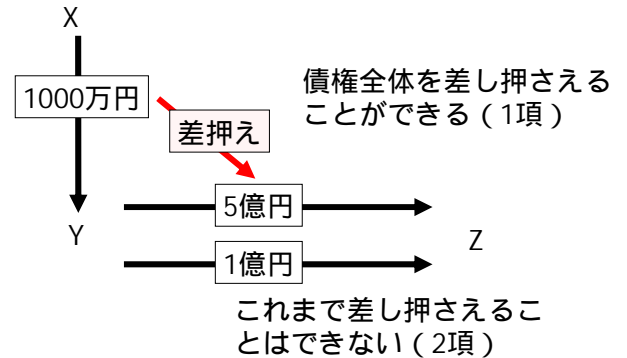 X
1000万円
債権全体を差し押さえる
ことができる（1項）
差押え
5億円
Y
Z
1億円
これまで差し押さえるこ
とはできない（2項）